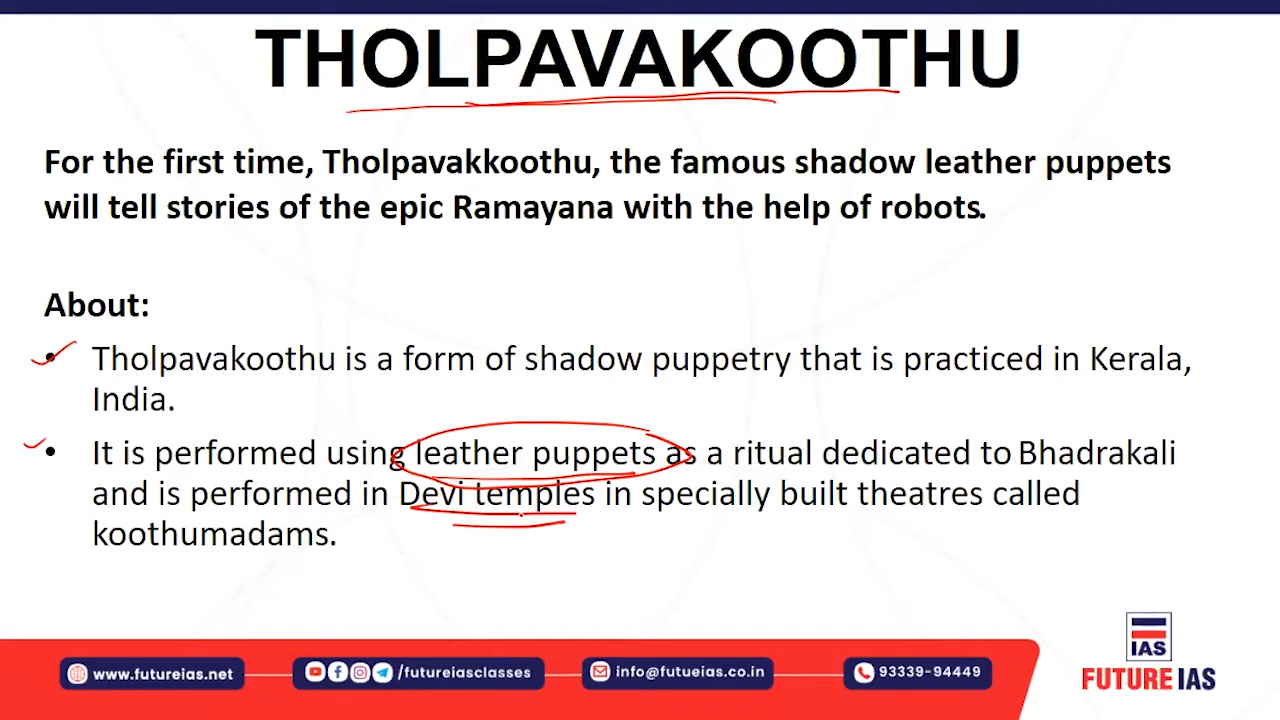 THOLPAVAKOOTHU
For the first time, Tholpavakkoothu, the famous shadow leather puppets
will tell stories of the epic Ramayana with the help of robots.
About:
• Tholpavakoothu is a form of shadow puppetry that is practiced in Kerala,
India.
• It is performed using leather puppets as a ritual dedicated to Bhadrakali
and is performed in Devi temples in specially built theatres called
koothumadams.
IAS
FUTURE IAS
www.futureias.net
/futureiasclasses
info@futueias.co.in
93339-94449